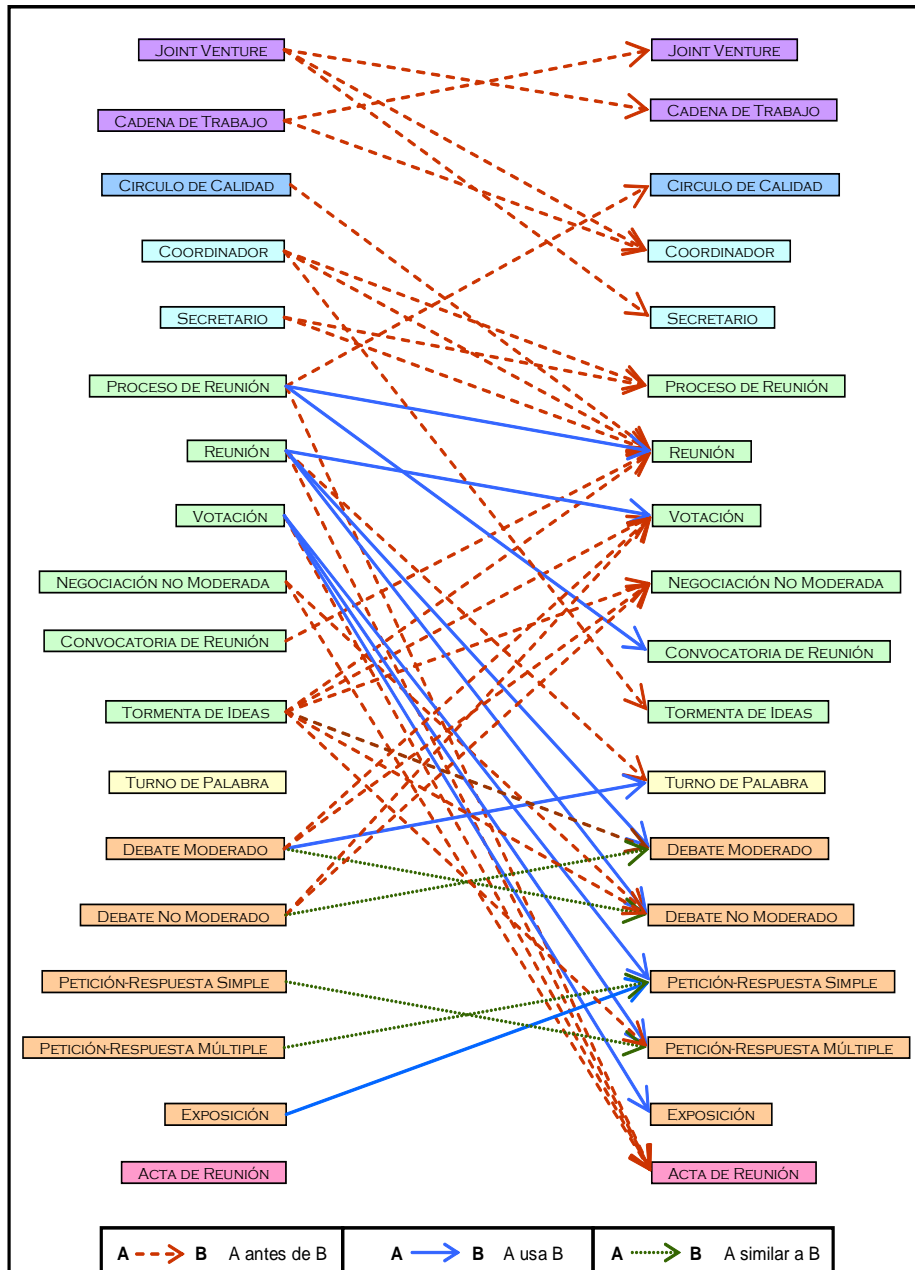 JOINT VENTURE JOINT VENTURE
CADENA DE TRABAJO CADENA DE TRABAJO
CIRCULO DE CALIDAD CIRCULO DE CALIDAD
COORDINADOR COORDINADOR
SECRETARIO SECRETARIO
PROCESO DE REUNIÓN PROCESO DE REUNIÓN
REUNIÓN REUNIÓN
VOTACIÓN VOTACIÓN
NEGOCIACIÓN NO MODERADA NEGOCIACIÓN NO MODERADA
CONVOCATORIA DE REUNIÓN CONVOCATORIA DE REUNIÓN
TORMENTA DE IDEAS TORMENTA DE IDEAS
TURNO DE PALABRA TURNO DE PALABRA
DEBATE MODERADO DEBATE MODERADO
DEBATE NO MODERADO DEBATE NO MODERADO
PETICIÓN-RESPUESTA SIMPLE PETICIÓN-RESPUESTA SIMPLE
PETICIÓN-RESPUESTA MÚLTIPLE PETICIÓN-RESPUESTA MÚLTIPLE
EXPOSICIÓN EXPOSICIÓN
ACTA DE REUNIÓN ACTA DE REUNIÓN
A B A antes de B A B A usa B A B A similar a B